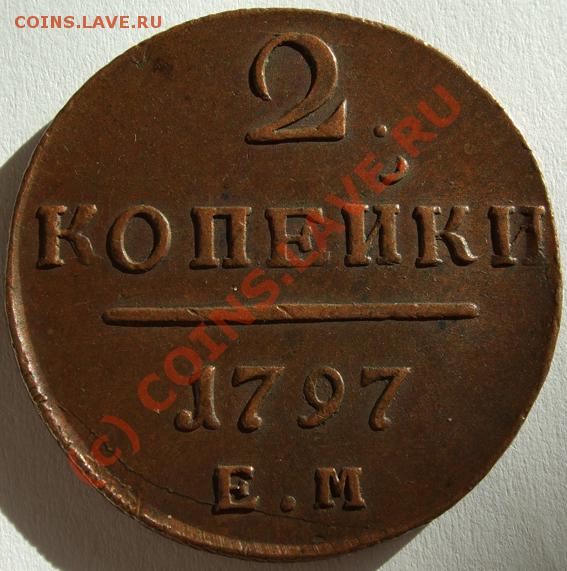 COINS.LAVE.RU
2
КОПЕЙКИ
1797
Е.М
(c) COINS.LAVE.RU